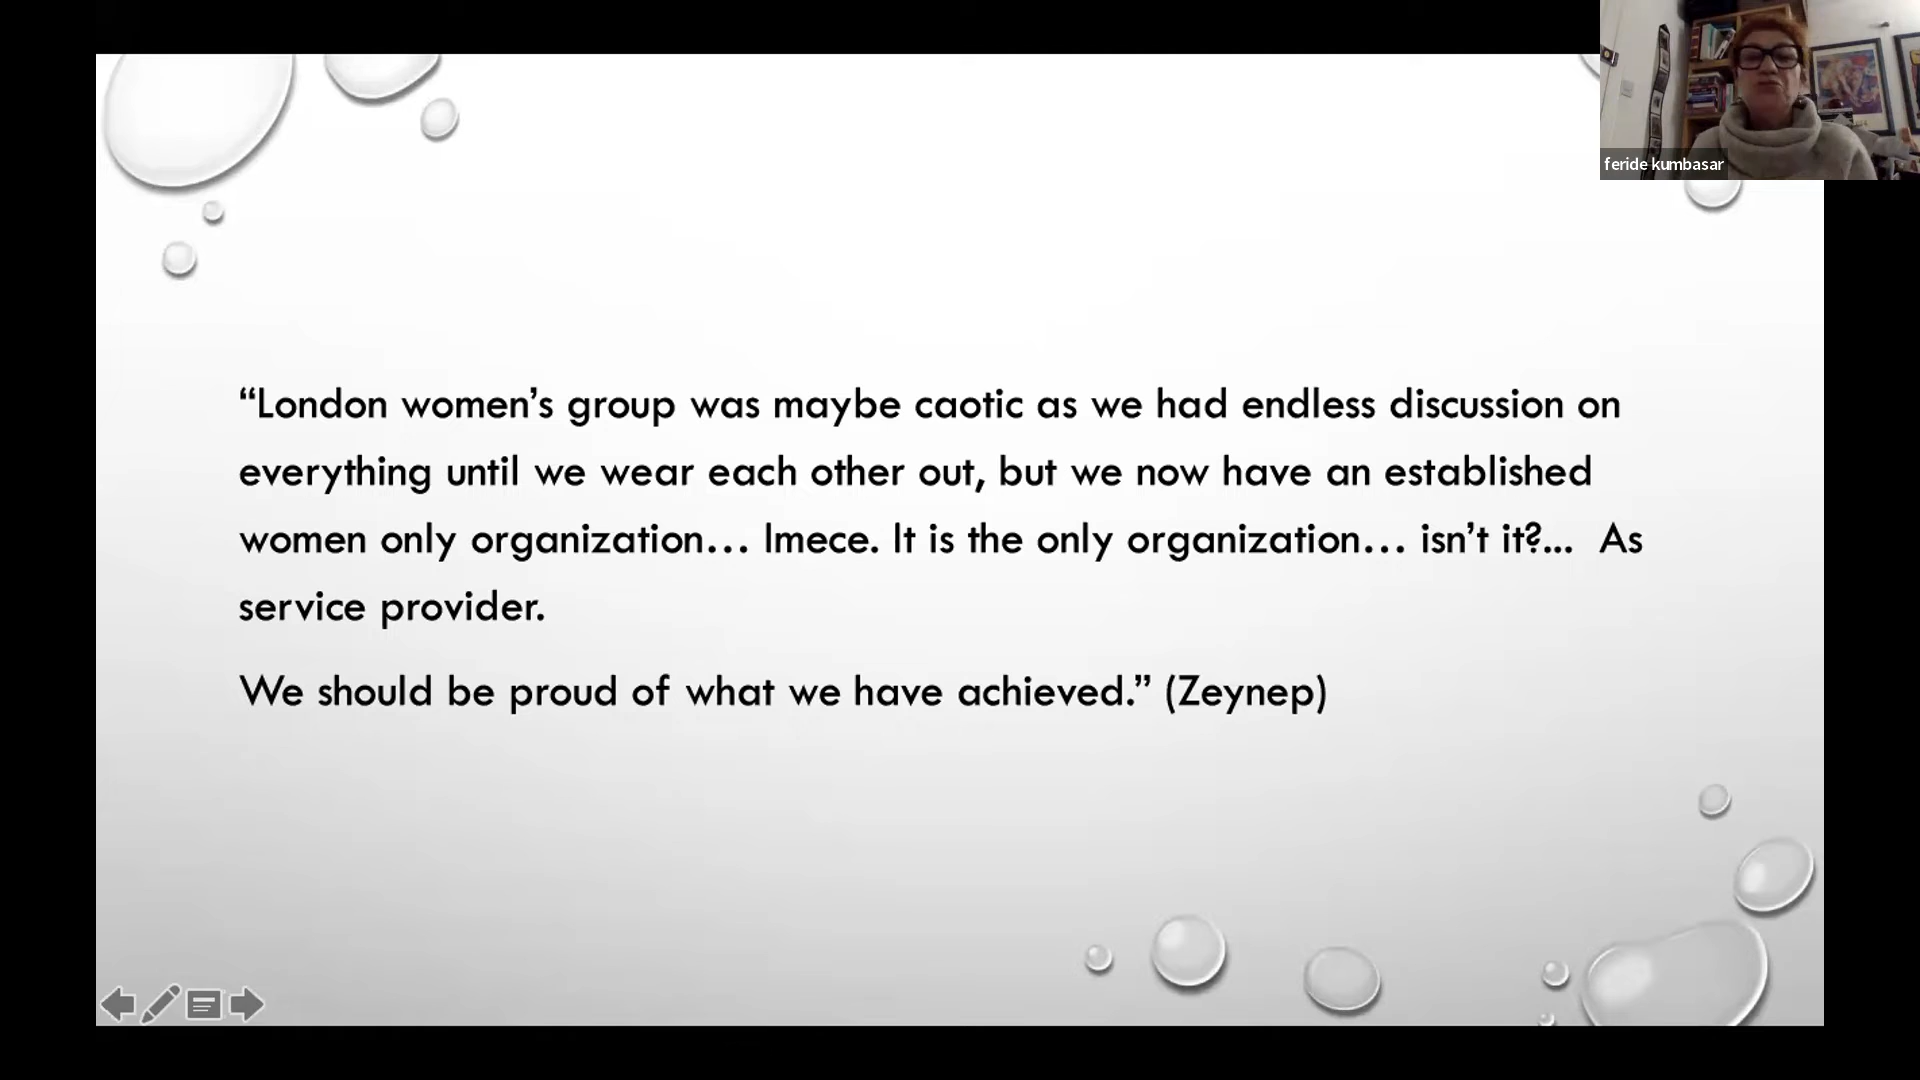 feride kumbasar
“London women’s group was maybe caotic as we had endless discussion on
everything until we wear each other out, but we now have an established
women only organization… Imece. It is the only organization… isn’t it?...  As
service provider.
We should be proud of what we have achieved.” (Zeynep)